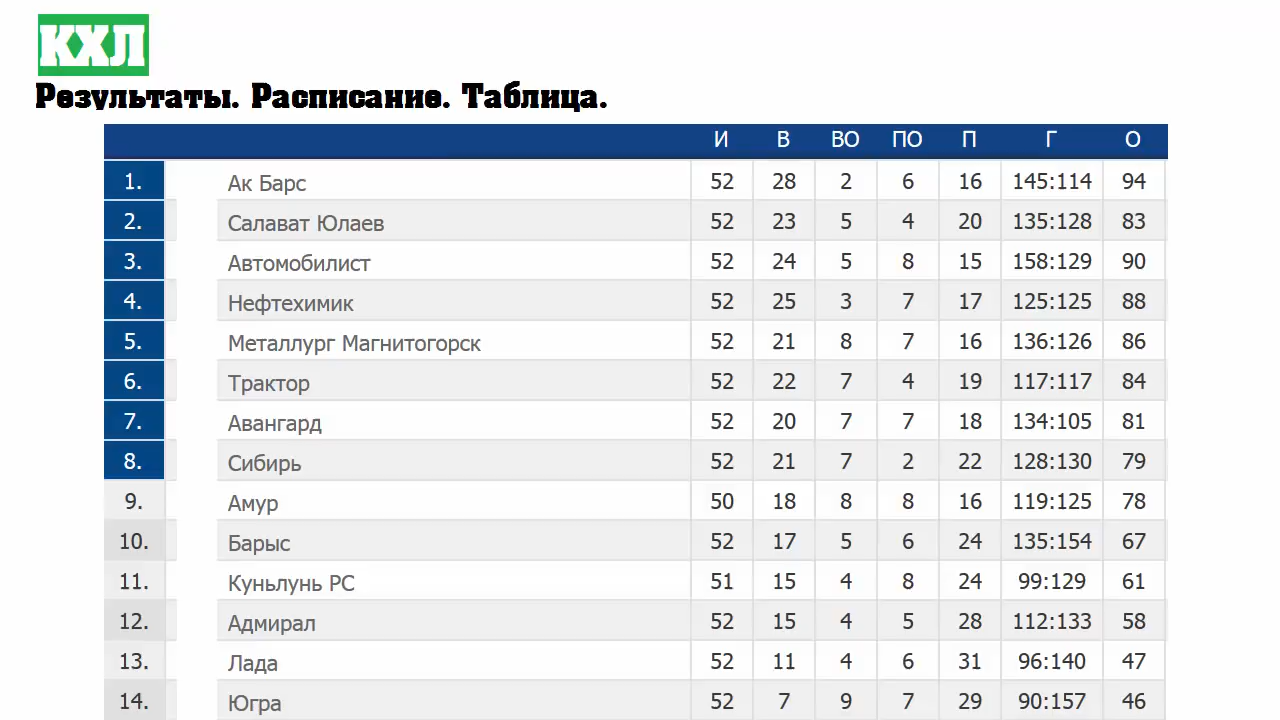 КХЛ
Результаты. Расписание. Таблица.
И В ВО ПО П Г О
1. Ак Барс 52 28 2 6 16 145:114 94
2. Салават Юлаев 52 23 5 4 20 135:128 83
3. Автомобилист 52 24 5 8 15 158:129 90
4. Нефтехимик 52 25 3 7 17 125:125 88
5. Металлург Магнитогорск 52 21 8 7 16 136:126 86
6. Трактор 52 22 7 4 19 117:117 84
7. Авангард 52 20 7 7 18 134:105 81
8. Сибирь 52 21 7 2 22 128:130 79
9. Амур 50 18 8 8 16 119:125 78
10. Барыс 52 17 5 6 24 135:154 67
11. Куньлунь РС 51 15 4 8 24 99:129 61
12. Адмирал 52 15 4 5 28 112:133 58
13. Лада 52 11 4 6 31 96:140 47
14. Югра 52 7 9 7 29 90:157 46